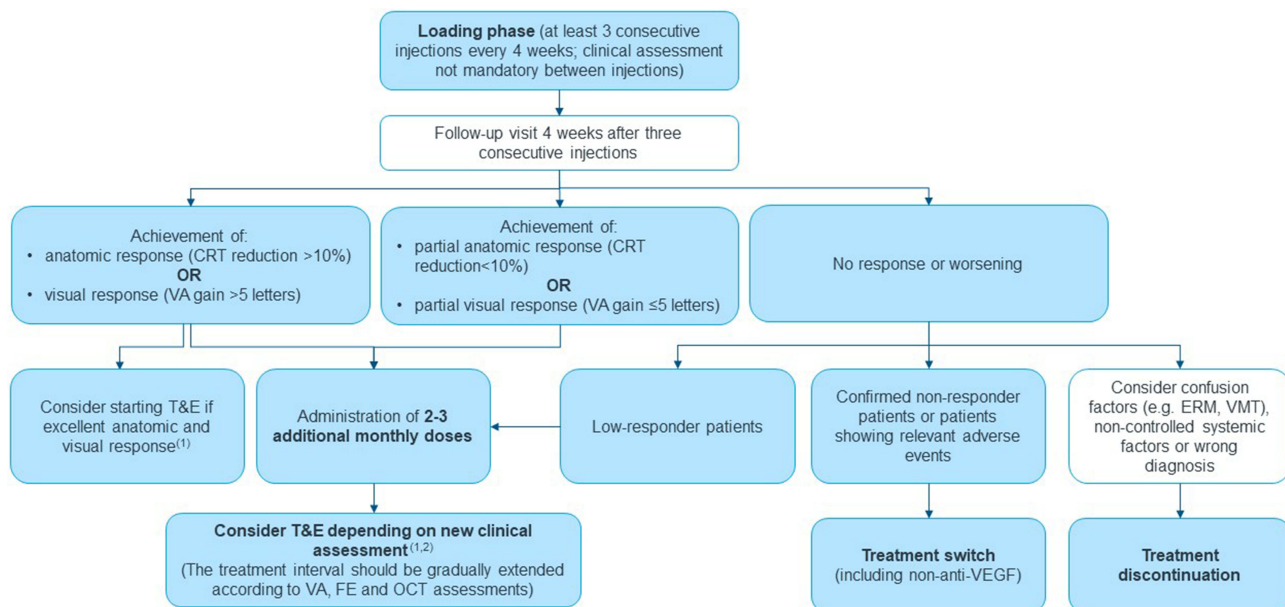 Loading phase (at least 3 consecutive
injections every 4 weeks; clinical assessment
not mandatory between injections)
Follow-up visit 4 weeks after three
consecutive injections
Achievement of:
• anatomic response (CRT reduction >10%)
OR
• visual response (VA gain >5 letters)
Achievement of:
• partial anatomic response (CRT
reduction<10%)
OR
• partial visual response (VA gain ≤5 letters)
No response or worsening
Consider starting T&E if
excellent anatomic and
visual response(1)
Administration of 2-3
additional monthly doses
Low-responder patients
Confirmed non-responder
patients or patients
showing relevant adverse
events
Consider confusion
factors (e.g. ERM, VMT),
non-controlled systemic
factors or wrong
diagnosis
Consider T&E depending on new clinical
assessment(1,2)
(The treatment interval should be gradually extended
according to VA, FE and OCT assessments)
Treatment switch
(including non-anti-VEGF)
Treatment
discontinuation